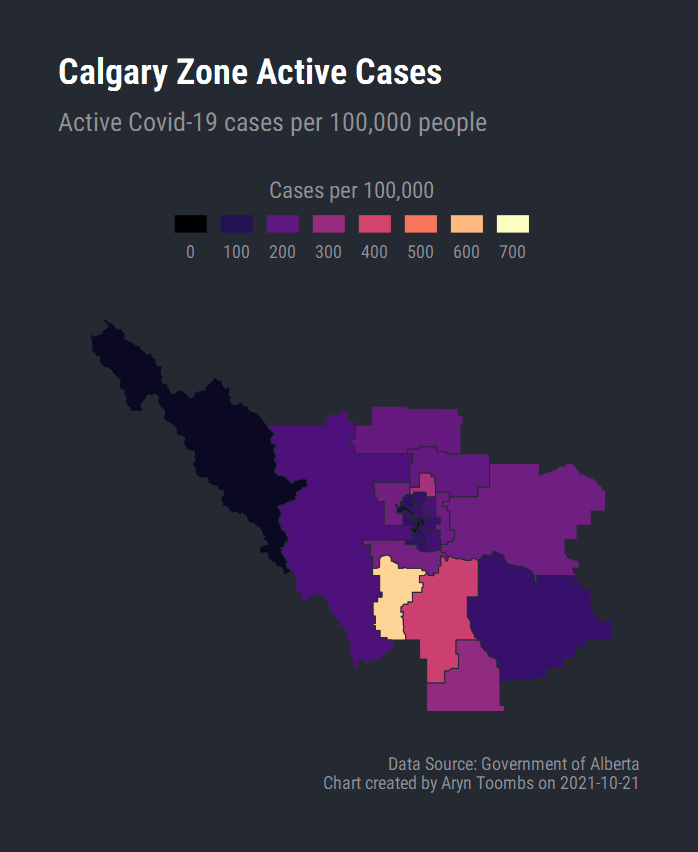 Calgary Zone Active Cases
Active Covid-19 cases per 100,000 people
Cases per 100,000
0 100 200 300 400 500 600 700
Data Source: Government of Alberta
Chart created by Aryn Toombs on 2021-10-21